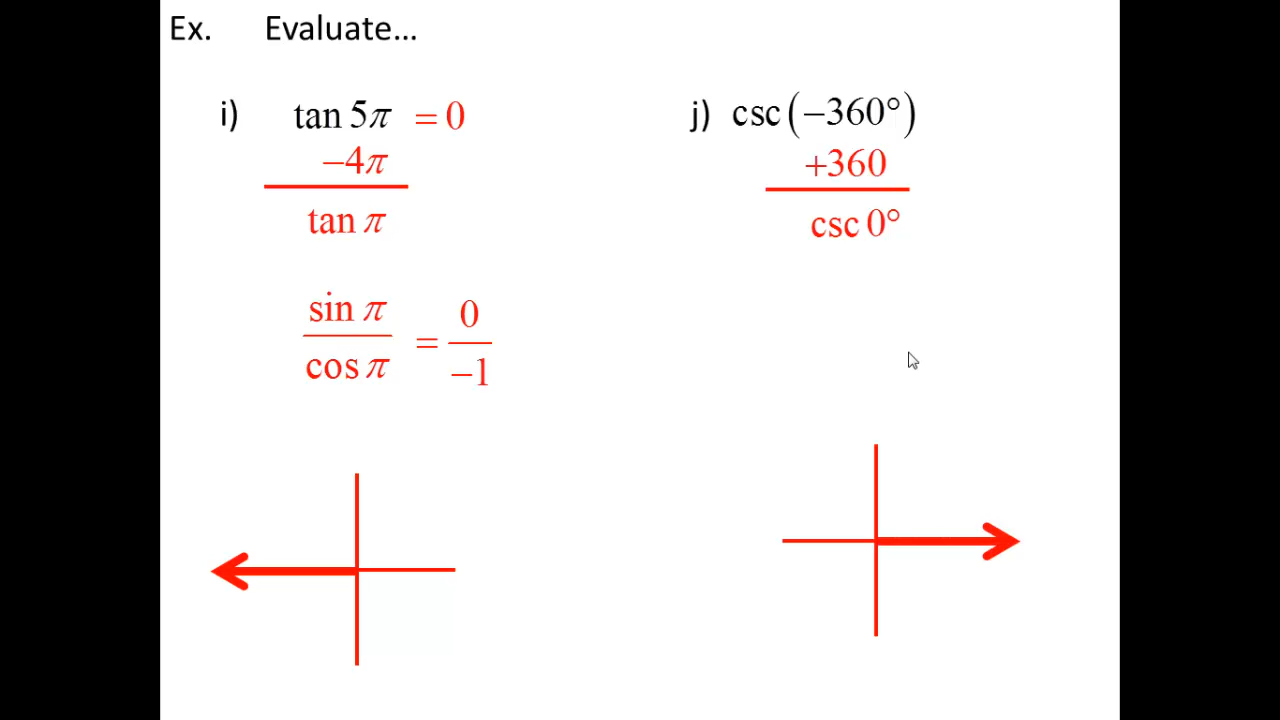 Ex. Evaluate...
i) tan 5π = 0
−4π
tan π
sin π / cos π = 0 / −1
j) csc(−360°)
+360
csc 0°